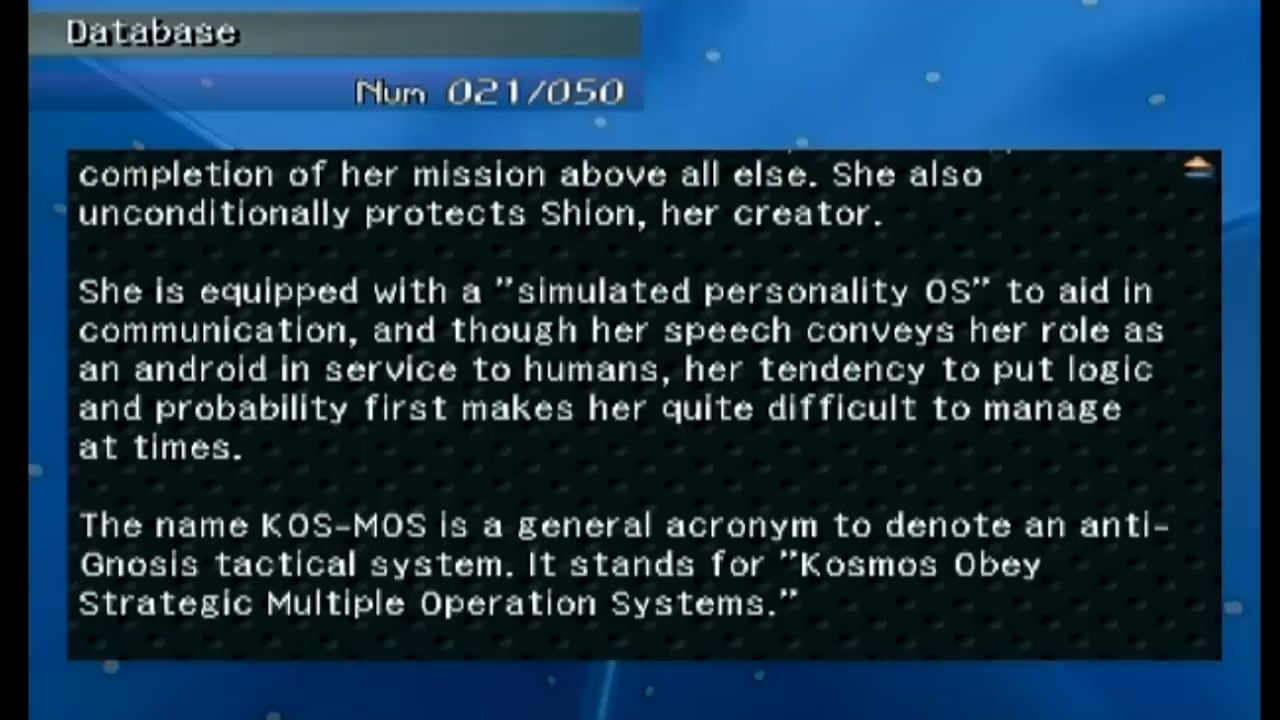 Database
Num 021/050
completion of her mission above all else. She also
unconditionally protects Shion, her creator.
She is equipped with a "simulated personality OS" to aid in
communication, and though her speech conveys her role as
an android in service to humans, her tendency to put logic
and probability first makes her quite difficult to manage
at times.
The name KOS-MOS is a general acronym to denote an anti-
Gnosis tactical system. It stands for "Kosmos Obey
Strategic Multiple Operation Systems."